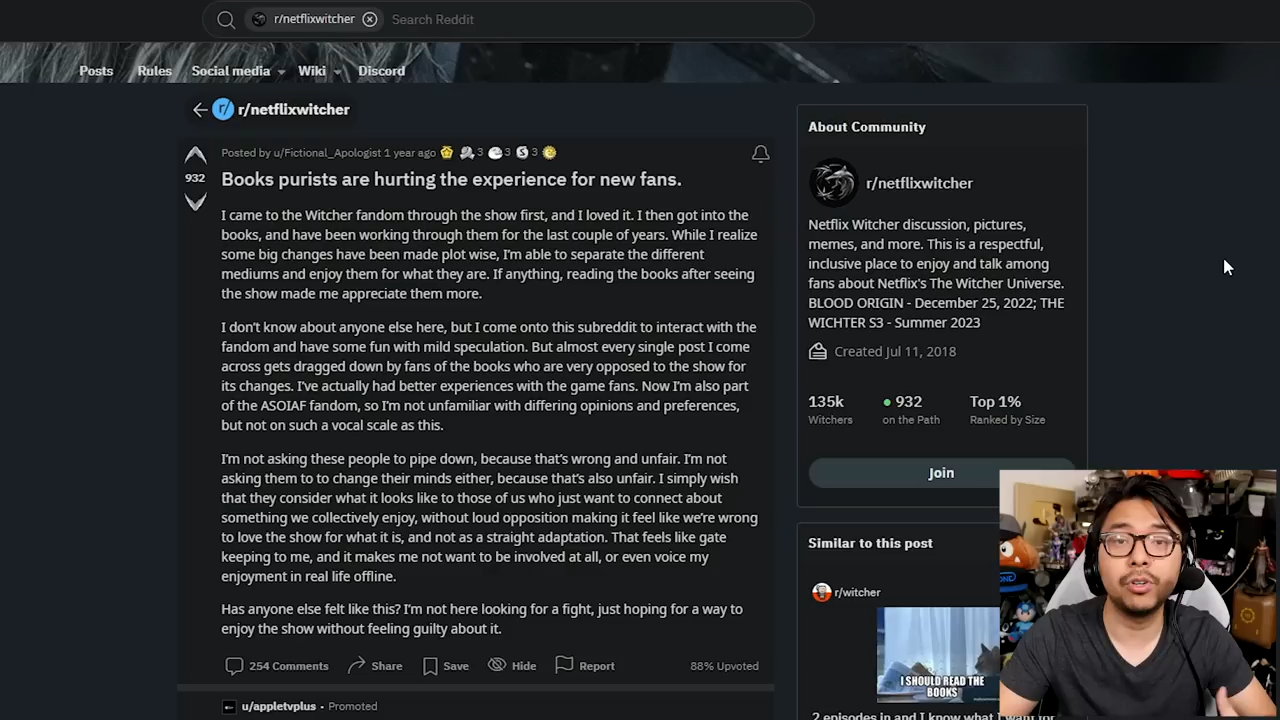 r/netflixwitcher
Search Reddit
Posts
Rules
Social media
Wiki
Discord
r/ r/netflixwitcher
Posted by u/Fictional_Apologist 1 year ago
3
3
S 3
932
Books purists are hurting the experience for new fans.
I came to the Witcher fandom through the show first, and I loved it. I then got into the
books, and have been working through them for the last couple of years. While I realize
some big changes have been made plot wise, I'm able to separate the different
mediums and enjoy them for what they are. If anything, reading the books after seeing
the show made me appreciate them more.
I don't know about anyone else here, but I come onto this subreddit to interact with the
fandom and have some fun with mild speculation. But almost every single post I come
across gets dragged down by fans of the books who are very opposed to the show for
its changes. I've actually had better experiences with the game fans. Now I'm also part
of the ASOIAF fandom, so I'm not unfamiliar with differing opinions and preferences,
but not on such a vocal scale as this.
I'm not asking these people to pipe down, because that's wrong and unfair. I'm not
asking them to to change their minds either, because that's also unfair. I simply wish
that they consider what it looks like to those of us who just want to connect about
something we collectively enjoy, without loud opposition making it feel like we're wrong
to love the show for what it is, and not as a straight adaptation. That feels like gate
keeping to me, and it makes me not want to be involved at all, or even voice my
enjoyment in real life offline.
Has anyone else felt like this? I'm not here looking for a fight, just hoping for a way to
enjoy the show without feeling guilty about it.
254 Comments
Share
Save
Hide
Report
88% Upvoted
u/appletvplus • Promoted
About Community
r/netflixwitcher
Netflix Witcher discussion, pictures,
memes, and more. This is a respectful,
inclusive place to enjoy and talk among
fans about Netflix's The Witcher Universe.
BLOOD ORIGIN - December 25, 2022; THE
WICHTER S3 - Summer 2023
Created Jul 11, 2018
135k
Witchers
932
on the Path
Top 1%
Ranked by Size
Join
Similar to this post
r/witcher
I SHOULD READ THE
BOOKS
2 episodes in and I know what I want for